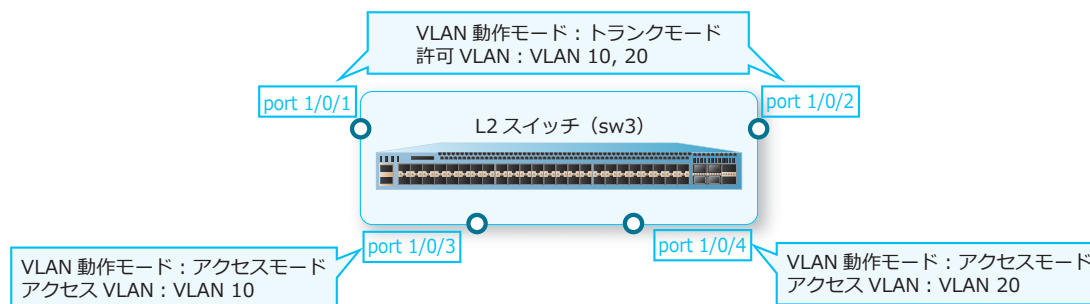 VLAN 動作モード：トランクモード
許可 VLAN：VLAN 10, 20
port 1/0/1
port 1/0/2
L2 スイッチ（sw3）
port 1/0/3
port 1/0/4
VLAN 動作モード：アクセスモード
アクセス VLAN：VLAN 10
VLAN 動作モード：アクセスモード
アクセス VLAN：VLAN 20